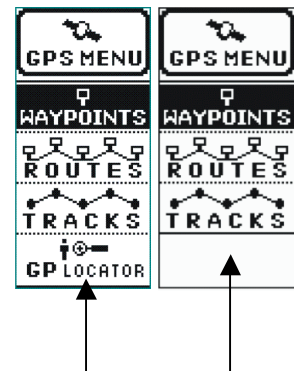 GPS MENU
WAYPOINTS
ROUTES
TRACKS
GP LOCATOR
GPS MENU
WAYPOINTS
ROUTES
TRACKS